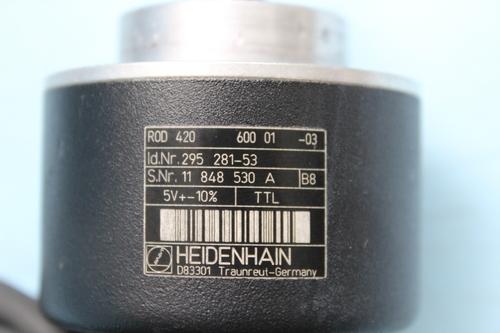 ROD 420 600 01 -03
Id.Nr. 295 281-53
S.Nr. 11 848 530 A B8
5V+-10% TTL
HEIDENHAIN
D83301 Traunreut-Germany